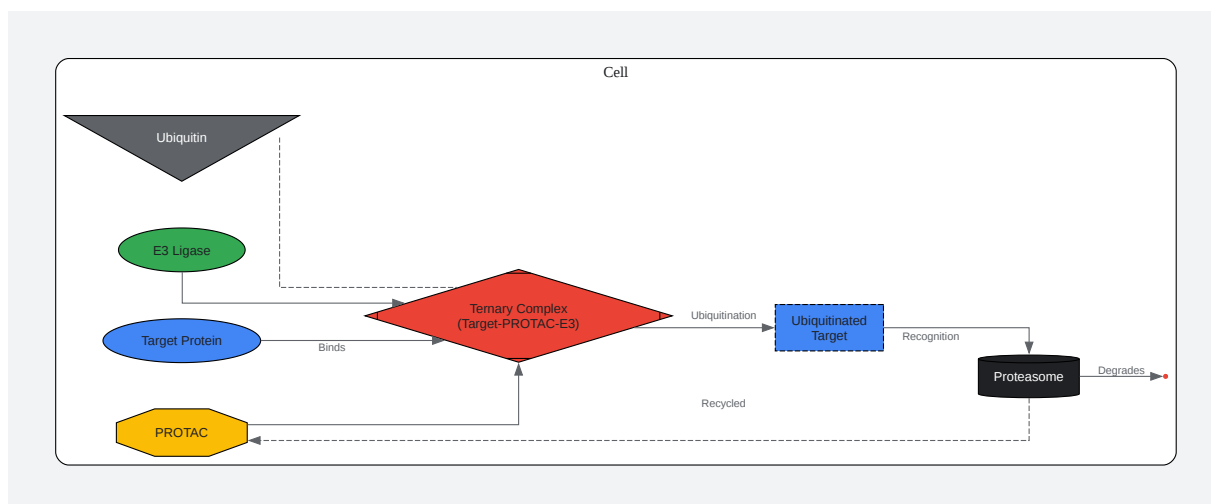 Cell
Ubiquitin
E3 Ligase
Target Protein
Binds
PROTAC
Ternary Complex
(Target-PROTAC-E3)
Ubiquitination
Ubiquitinated
Target
Recognition
Proteasome
Degrades
Recycled